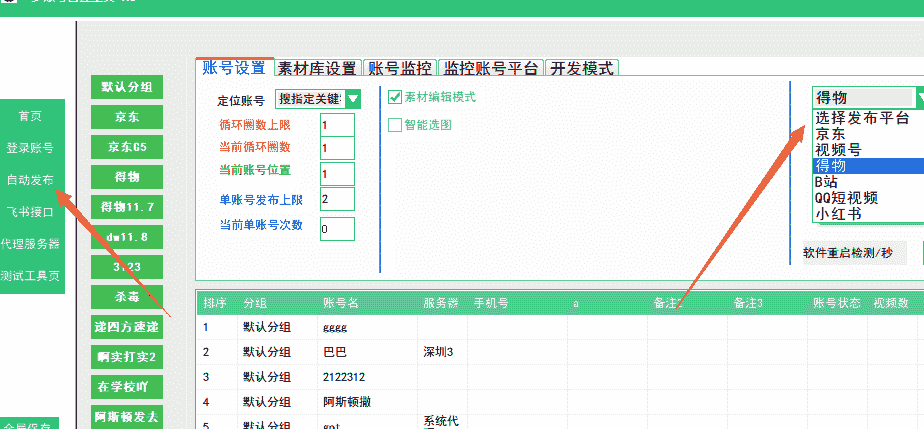 账号设置 素材库设置 账号监控 监控账号平台 开发模式
首页
登录账号
自动发布
飞书接口
代理服务器
测试工具页
全局保存
默认分组
京东
京东G5
得物
得物11.7
dw11.8
3123
杀毒
递四方速递
啊实打实2
在学校吖
阿斯顿发去
定位账号 搜指定关键
循环圈数上限 1
当前循环圈数 1
当前账号位置 1
单账号发布上限 2
当前单账号次数 0
素材编辑模式
智能选图
得物
选择发布平台
京东
视频号
得物
B站
QQ短视频
小红书
软件重启检测/秒
排序 分组 账号名 服务器 手机号 a 备注2 备注3 账号状态 视频数
1 默认分组 gggg
2 默认分组 巴巴 深圳3
3 默认分组 2122312
4 默认分组 阿斯顿撤
5 默认分组 gpt 系统代